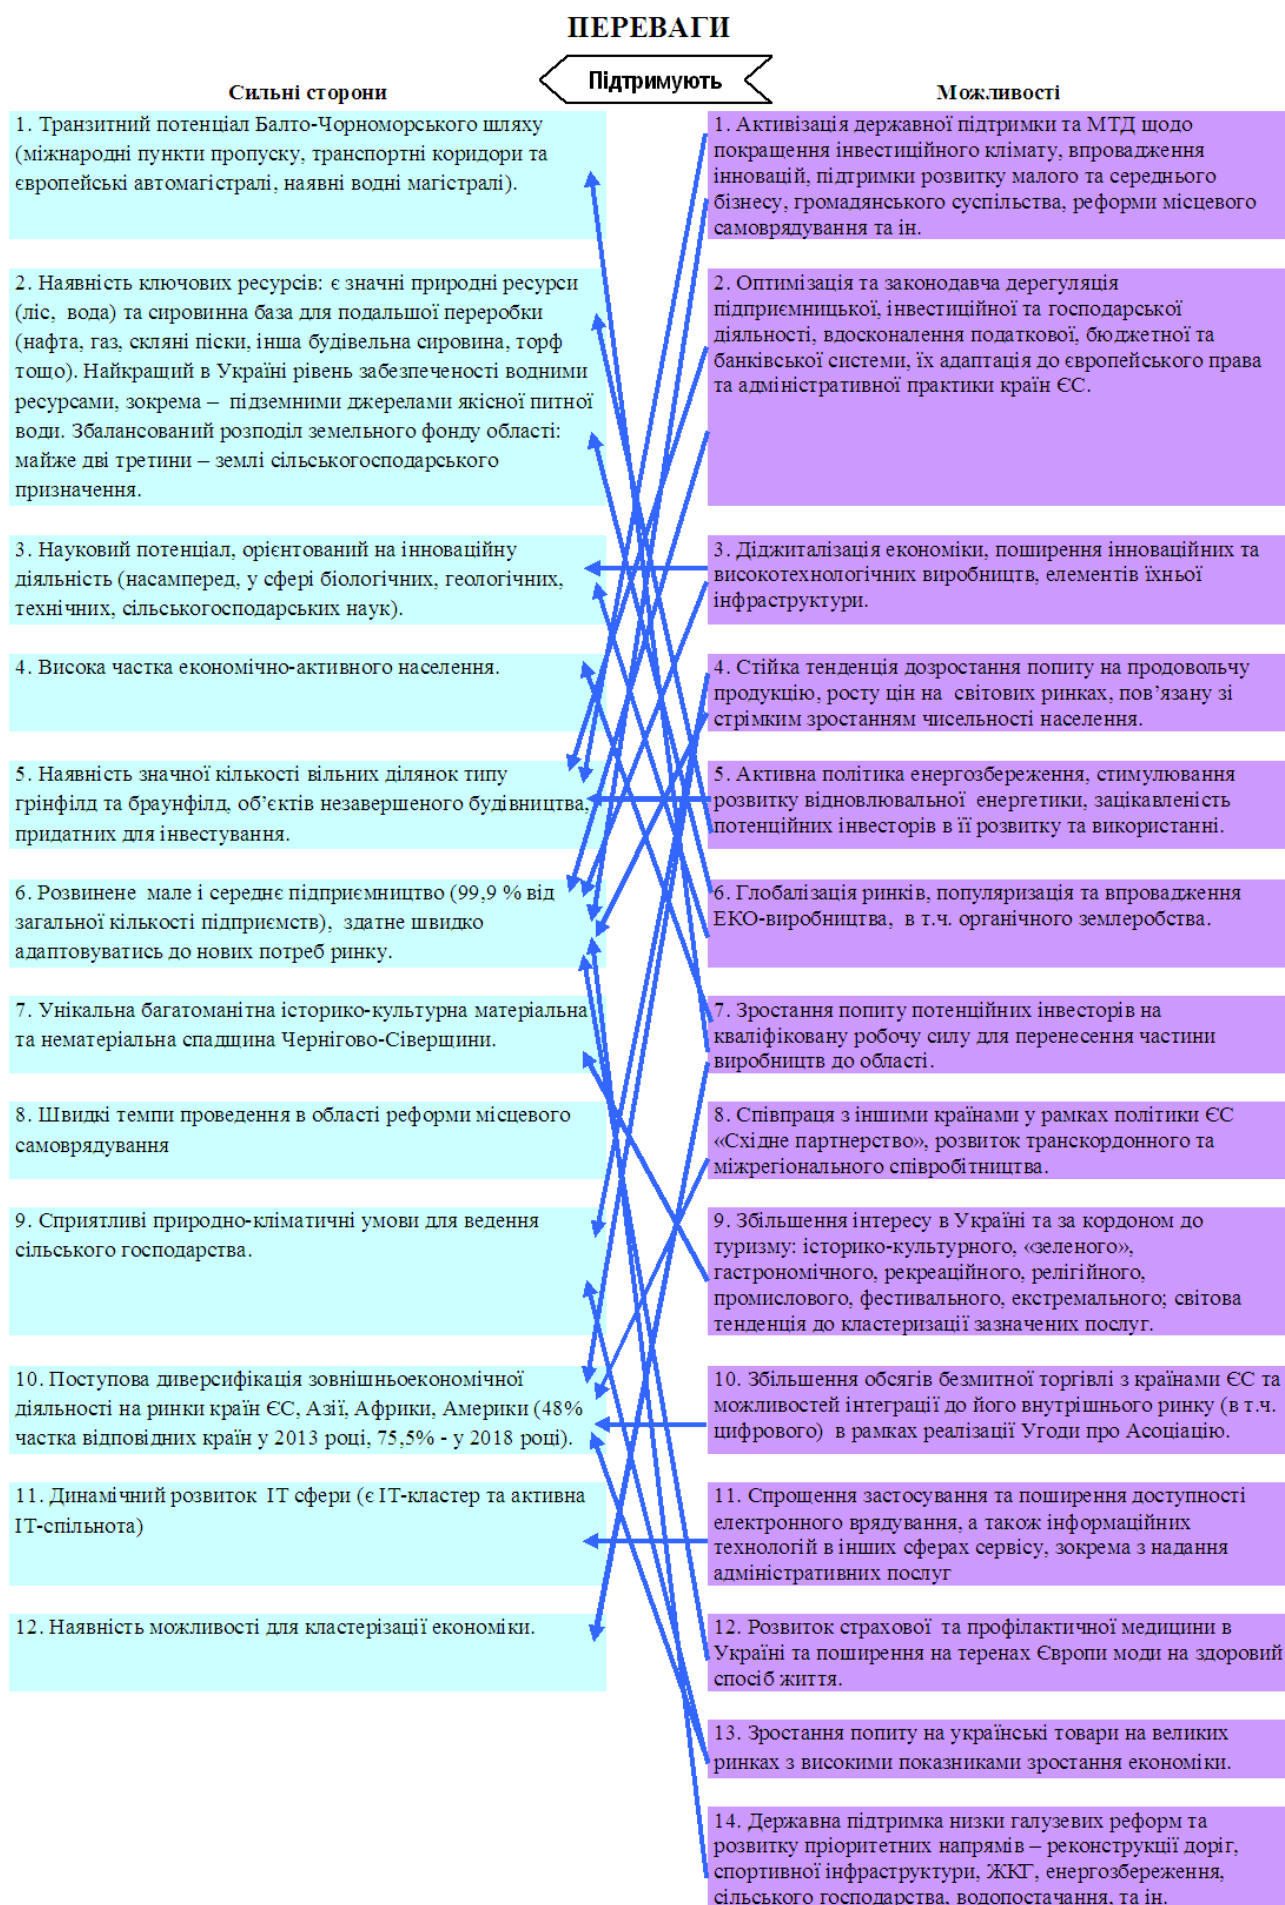 ПЕРЕВАГИ
Підтримують
Сильні сторони
1. Транзитний потенціал Балто-Чорноморського шляху
(міжнародні пункти пропуску, транспортні коридори та
європейські автомагістралі, наявні водні магістралі).
2. Наявність ключових ресурсів: є значні природні ресурси
(ліс, вода) та сировинна база для подальшої переробки
(нафта, газ, скляні піски, інша будівельна сировина, торф
тощо). Найкращий в Україні рівень забезпеченості водними
ресурсами, зокрема – підземними джерелами якісної питної
води. Збалансований розподіл земельного фонду області:
майже дві третини – землі сільськогосподарського
призначення.
3. Науковий потенціал, орієнтований на інноваційну
діяльність (насамперед, у сфері біологічних, геологічних,
технічних, сільськогосподарських наук).
4. Висока частка економічно-активного населення.
5. Наявність значної кількості вільних ділянок типу
грінфілд та браунфілд, об’єктів незавершеного будівництва,
придатних для інвестування.
6. Розвинене мале і середнє підприємництво (99,9 % від
загальної кількості підприємств), здатне швидко
адаптовуватись до нових потреб ринку.
7. Унікальна багатоманітна історико-культурна матеріальна
та нематеріальна спадщина Чернігово-Сіверщини.
8. Швидкі темпи проведення в області реформи місцевого
самоврядування
9. Сприятливі природно-кліматичні умови для ведення
сільського господарства.
10. Поступова диверсифікація зовнішньоекономічної
діяльності на ринки країн ЄС, Азії, Африки, Америки (48%
частка відповідних країн у 2013 році, 75,5% - у 2018 році).
11. Динамічний розвиток ІТ сфери (є ІТ-кластер та активна
ІТ-спільнота)
12. Наявність можливості для кластерізації економіки.
Можливості
1. Активізація державної підтримки та МТД щодо
покращення інвестиційного клімату, впровадження
інновацій, підтримки розвитку малого та середнього
бізнесу, громадянського суспільства, реформи місцевого
самоврядування та ін.
2. Оптимізація та законодавча дерегуляція
підприємницької, інвестиційної та господарської
діяльності, вдосконалення податкової, бюджетної та
банківської системи, їх адаптація до європейського права
та адміністративної практики країн ЄС.
3. Діджиталізація економіки, поширення інноваційних та
високотехнологічних виробництв, елементів їхньої
інфраструктури.
4. Стійка тенденція дозростання попиту на продовольчу
продукцію, росту цін на світових ринках, пов’язану зі
стрімким зростанням чисельності населення.
5. Активна політика енергозбереження, стимулювання
розвитку відновлювальної енергетики, зацікавленість
потенційних інвесторів в її розвитку та використанні.
6. Глобалізація ринків, популяризація та впровадження
ЕКО-виробництва, в т.ч. органічного землеробства.
7. Зростання попиту потенційних інвесторів на
кваліфіковану робочу силу для перенесення частини
виробництв до області.
8. Співпраця з іншими країнами у рамках політики ЄС
«Східне партнерство», розвиток транскордонного та
міжрегіонального співробітництва.
9. Збільшення інтересу в Україні та за кордоном до
туризму: історико-культурного, «зеленого»,
гастрономічного, рекреаційного, релігійного,
промислового, фестивального, екстремального; світова
тенденція до кластеризації зазначених послуг.
10. Збільшення обсягів безмитної торгівлі з країнами ЄС та
можливостей інтеграції до його внутрішнього ринку (в т.ч.
цифрового) в рамках реалізації Угоди про Асоціацію.
11. Спрощення застосування та поширення доступності
електронного врядування, а також інформаційних
технологій в інших сферах сервісу, зокрема з надання
адміністративних послуг
12. Розвиток страхової та профілактичної медицини в
Україні та поширення на теренах Європи моди на здоровий
спосіб життя.
13. Зростання попиту на українські товари на великих
ринках з високими показниками зростання економіки.
14. Державна підтримка низки галузевих реформ та
розвитку пріоритетних напрямів – реконструкції доріг,
спортивної інфраструктури, ЖКГ, енергозбереження,
сільського господарства, водопостачання, та ін.